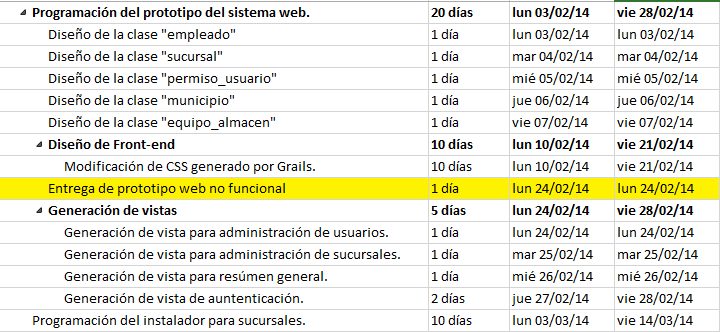 Programación del prototipo del sistema web. 20 días lun 03/02/14 vie 28/02/14
Diseño de la clase "empleado" 1 día lun 03/02/14 lun 03/02/14
Diseño de la clase "sucursal" 1 día mar 04/02/14 mar 04/02/14
Diseño de la clase "permiso_usuario" 1 día mié 05/02/14 mié 05/02/14
Diseño de la clase "municipio" 1 día jue 06/02/14 jue 06/02/14
Diseño de la clase "equipo_almacen" 1 día vie 07/02/14 vie 07/02/14
Diseño de Front-end 10 días lun 10/02/14 vie 21/02/14
Modificación de CSS generado por Grails. 10 días lun 10/02/14 vie 21/02/14
Entrega de prototipo web no funcional 1 día lun 24/02/14 lun 24/02/14
Generación de vistas 5 días lun 24/02/14 vie 28/02/14
Generación de vista para administración de usuarios. 1 día lun 24/02/14 lun 24/02/14
Generación de vista para administración de sucursales. 1 día mar 25/02/14 mar 25/02/14
Generación de vista para resúmen general. 1 día mié 26/02/14 mié 26/02/14
Generación de vista de auntenticación. 2 días jue 27/02/14 vie 28/02/14
Programación del instalador para sucursales. 10 días lun 03/03/14 vie 14/03/14